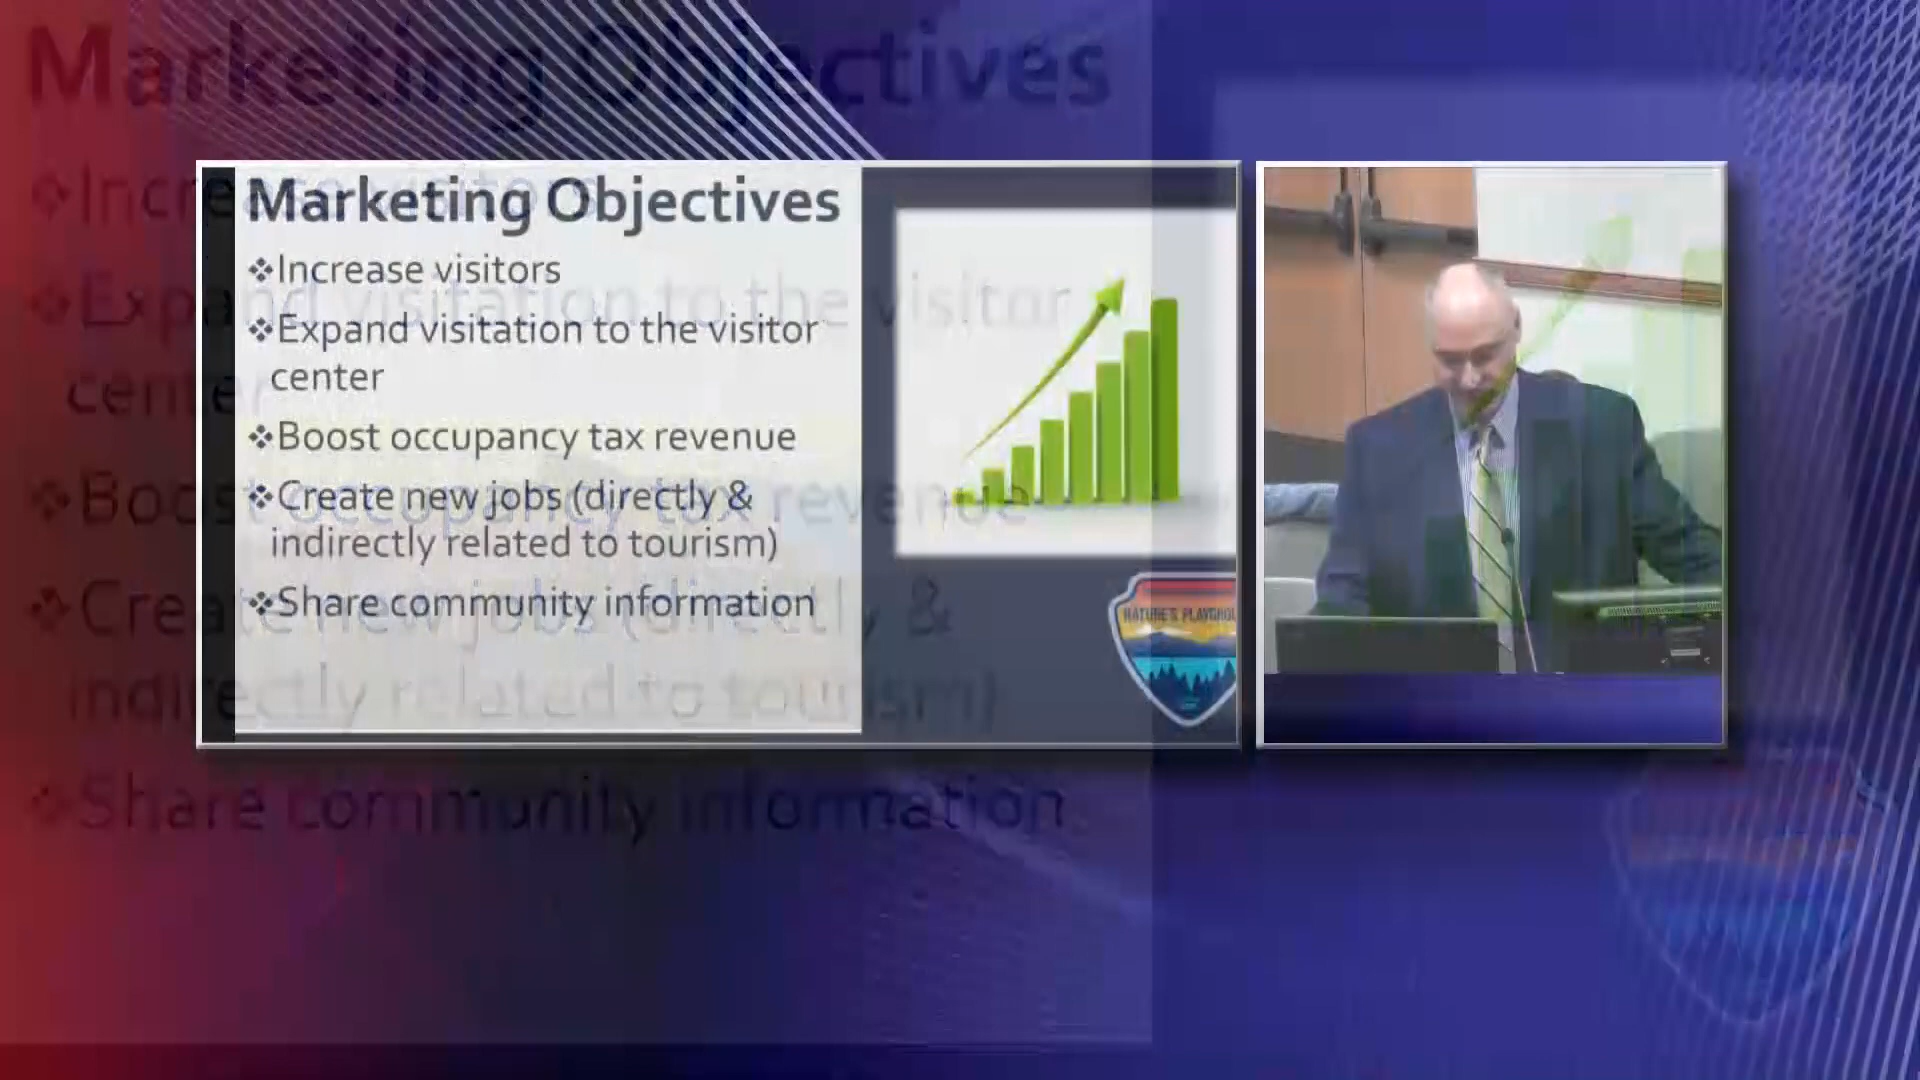 Marketing Objectives
❖Increase visitors
❖Expand visitation to the visitor
center
❖Boost occupancy tax revenue
❖Create new jobs (directly &
indirectly related to tourism)
❖Share community information
NATURE'S
Marketing Objectives
❖Increase visitors
❖Expand visitation to the visitor
center
❖Boost occupancy tax revenue
❖Create new jobs (directly &
indirectly related to tourism)
❖Share community information